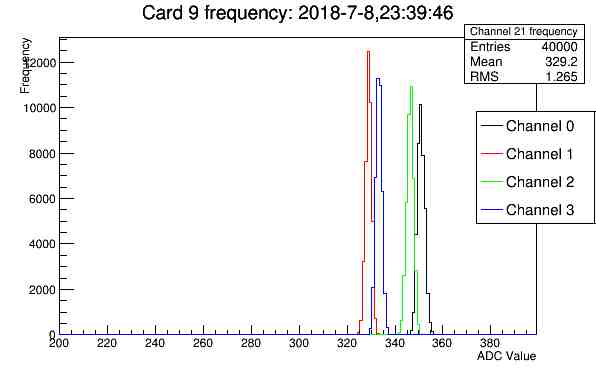 Card 9 frequency: 2018-7-8,23:39:46
Channel 21 frequency
Entries 40000
Mean 329.2
RMS 1.265
Frequency
12000
10000
8000
6000
4000
2000
0
Channel 0
Channel 1
Channel 2
Channel 3
200 220 240 260 280 300 320 340 360 380
ADC Value